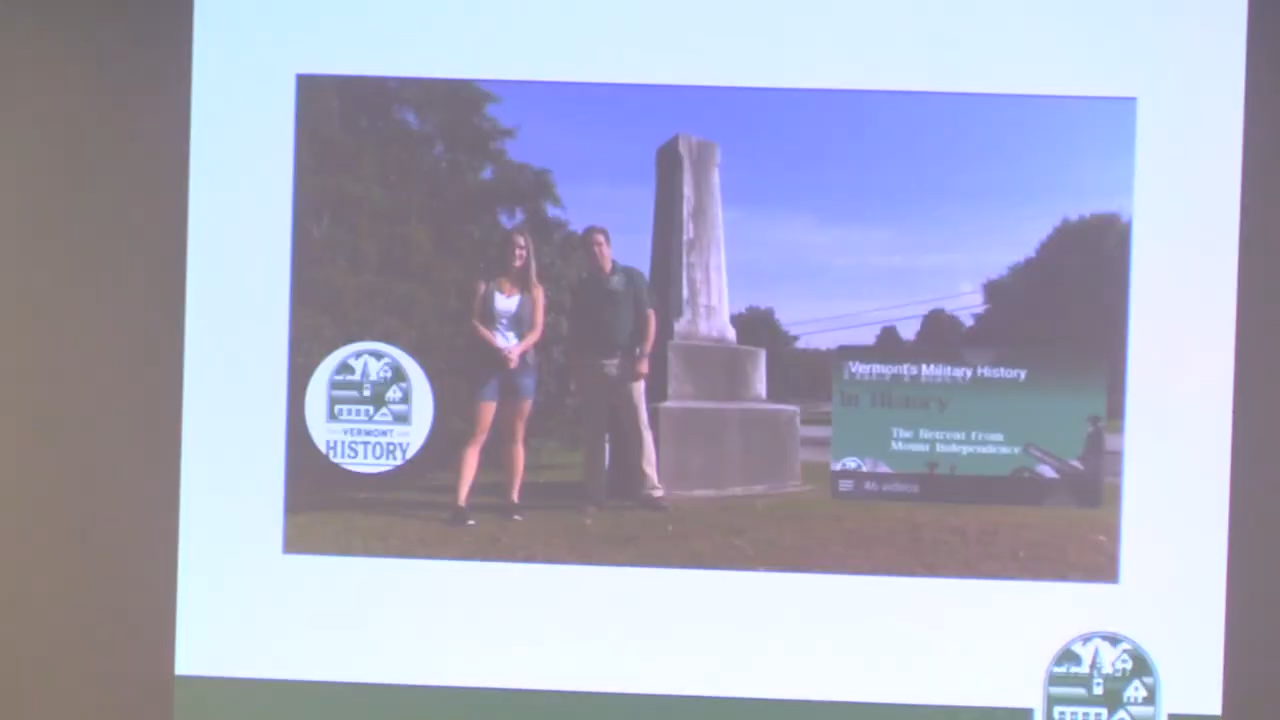 VERMONT
HISTORY
Vermont's Military History
in History
The Retreat from
Mount Independence
46 videos